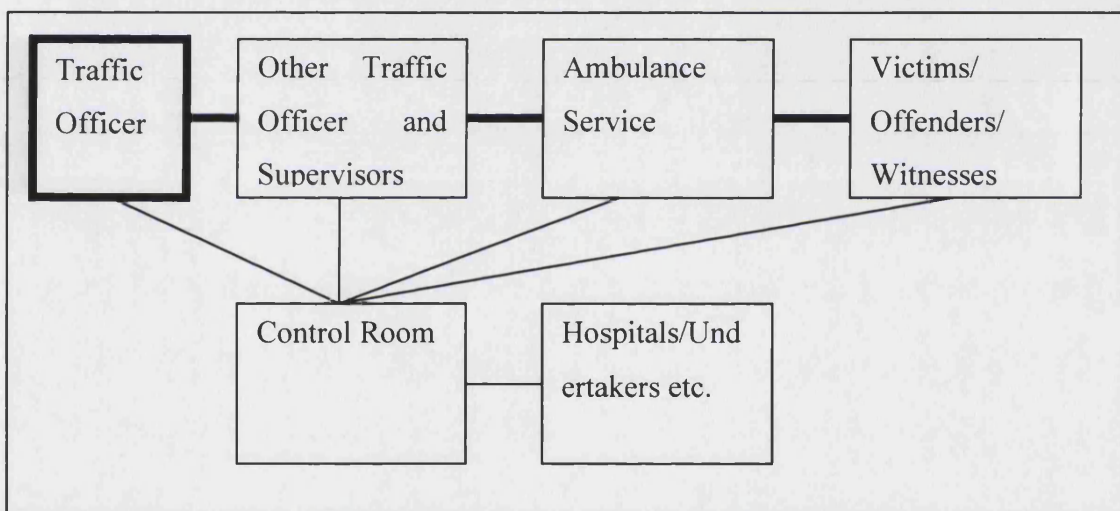 Traffic
Officer
Other Traffic
Officer and
Supervisors
Ambulance
Service
Victims/
Offenders/
Witnesses
Control Room
Hospitals/Und
ertakers etc.